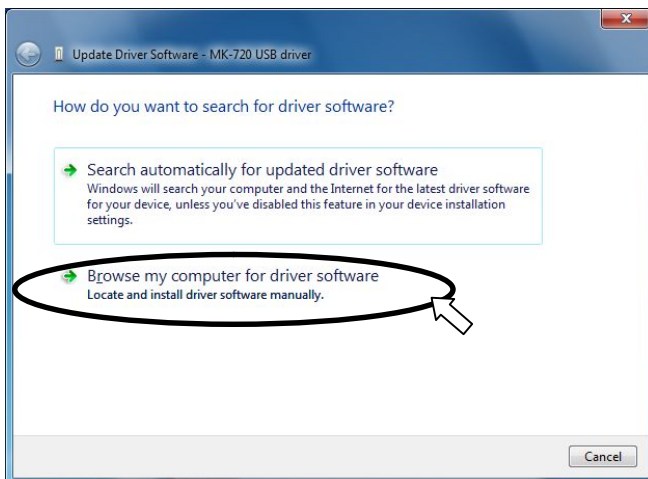 Update Driver Software - MK-720 USB driver
How do you want to search for driver software?
Search automatically for updated driver software
Windows will search your computer and the Internet for the latest driver software
for your device, unless you've disabled this feature in your device installation
settings.
Browse my computer for driver software
Locate and install driver software manually.
Cancel